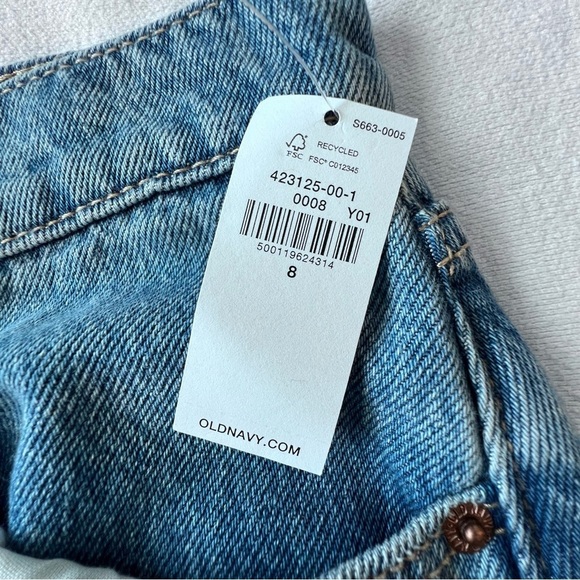 S663-0005
FSC
RECYCLED
FSC® C012345
423125-00-1
0008 Y01
500119624314
8
OLDNAVY.COM